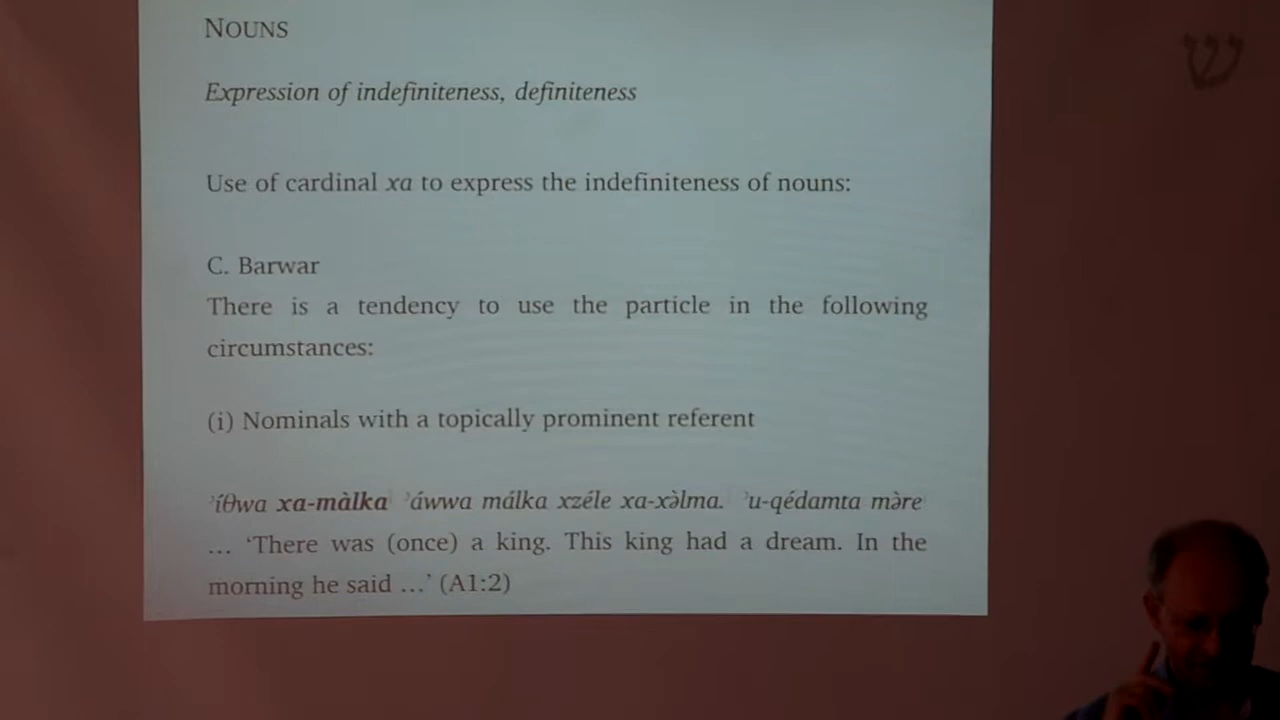 NOUNS
Expression of indefiniteness, definiteness
Use of cardinal xa to express the indefiniteness of nouns:
C. Barwar
There is a tendency to use the particle in the following
circumstances:
(i) Nominals with a topically prominent referent
ʾíθwa xa-màlka ʾáwwa málka xzéle xa-xə̀lma. ʾu-qédamta mə̀re
… ‘There was (once) a king. This king had a dream. In the
morning he said …’ (A1:2)
ש